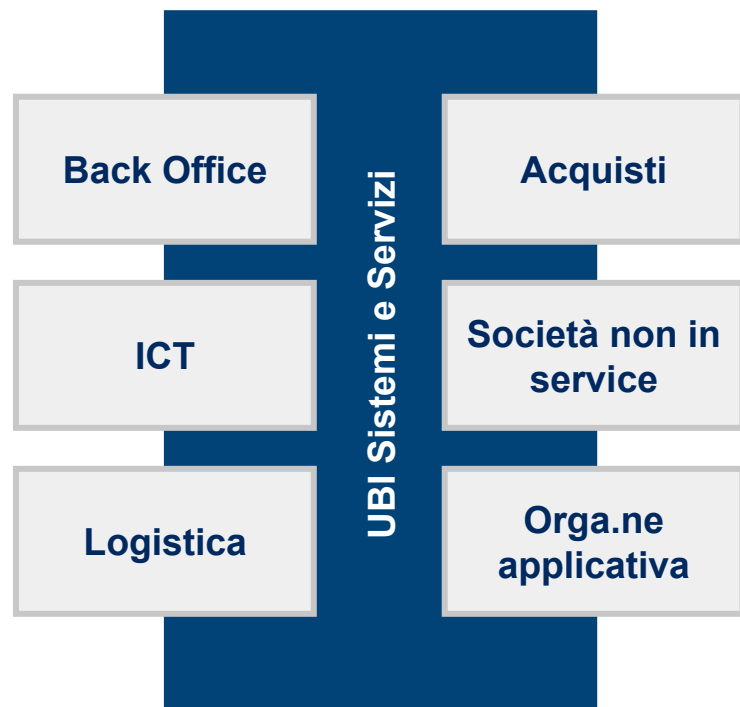 Back Office
ICT
Logistica
UBI Sistemi e Servizi
Acquisti
Società non in
service
Orga.ne
applicativa